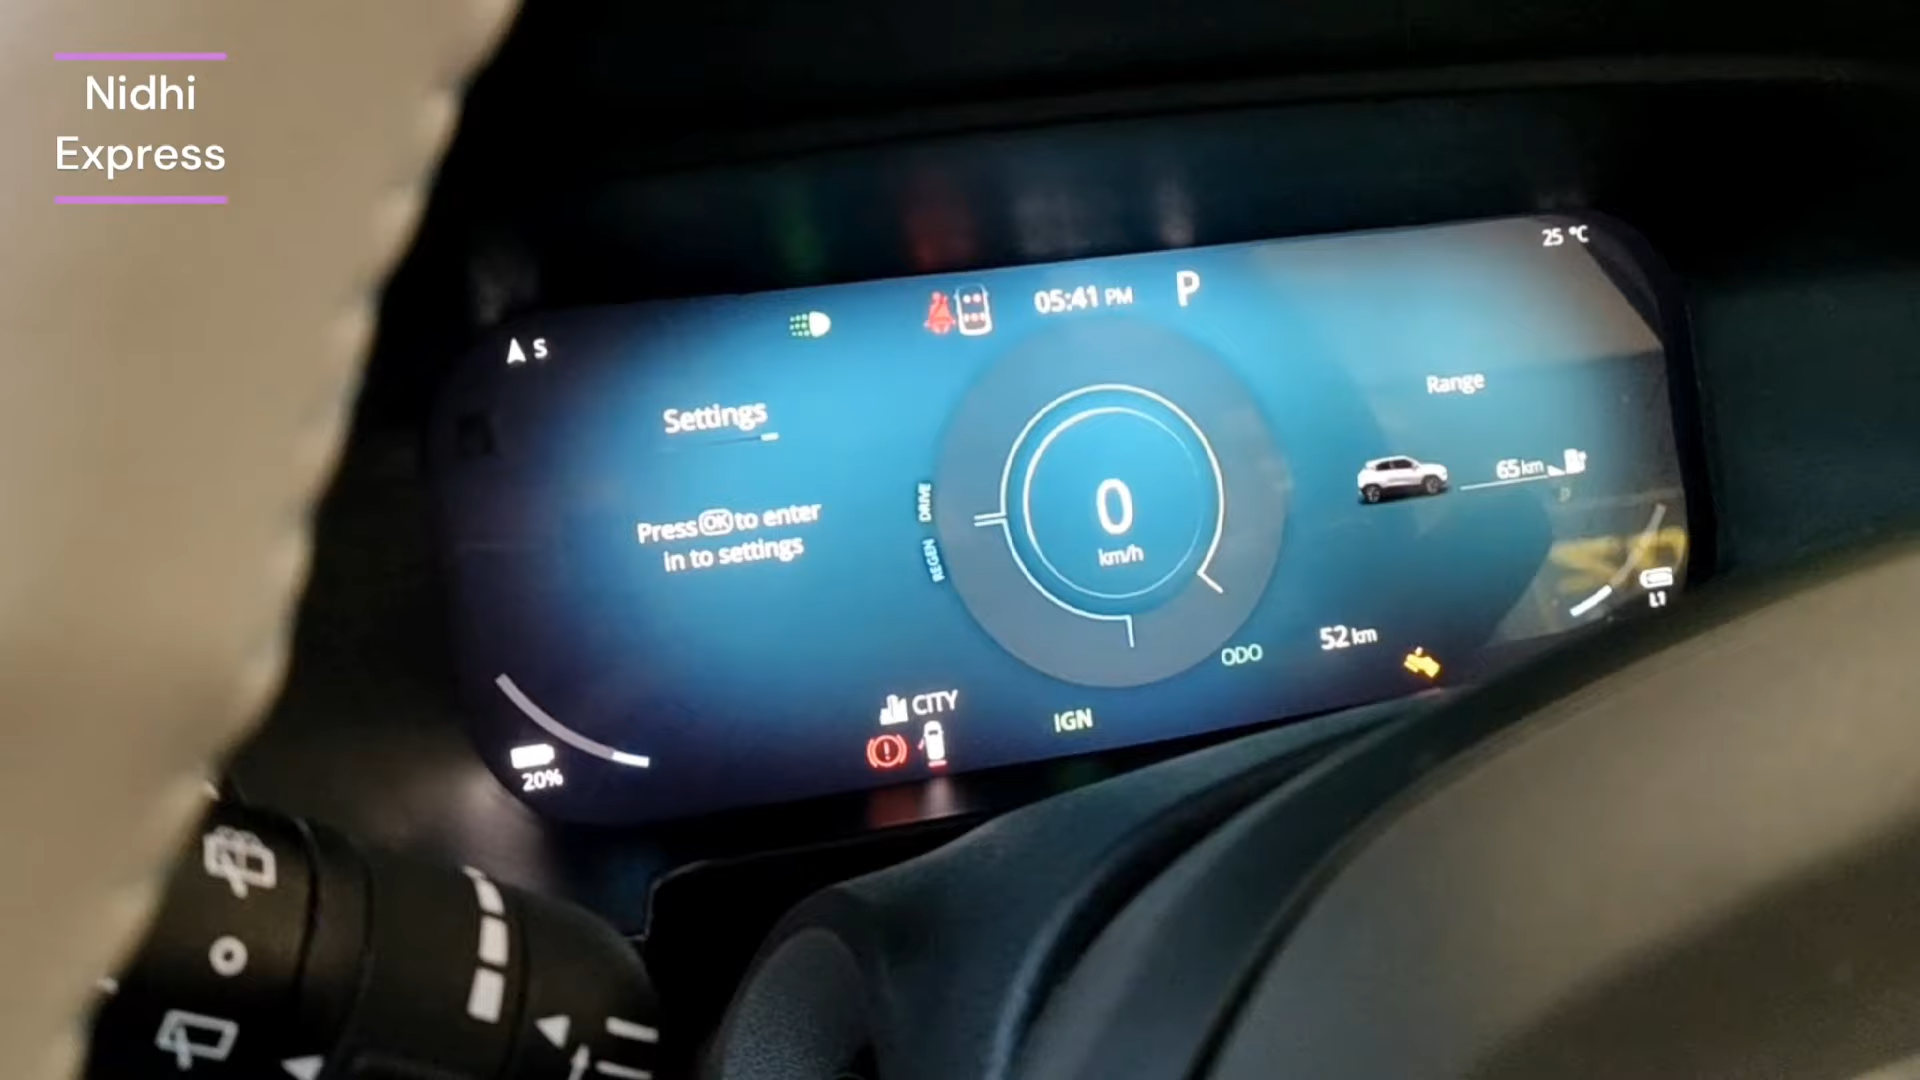 Nidhi
Express
25 °C
05:41 PM
P
S
Settings
Range
65 km
DRIVE
0
km/h
Press OK to enter
in to settings
REGEN
L1
52 km
ODO
CITY
IGN
20%